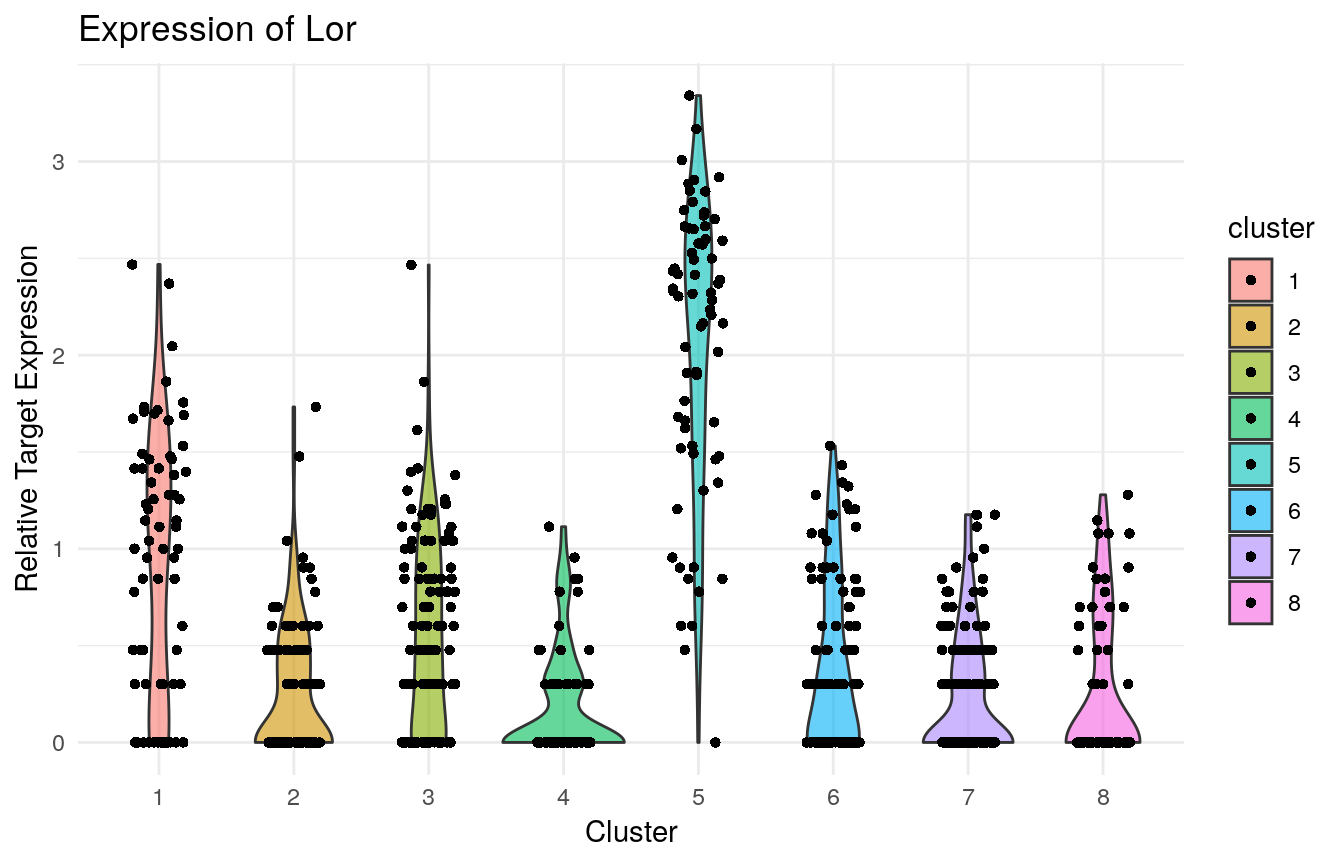 Expression of Lor
Relative Target Expression
3
2
1
0
1 2 3 4 5 6 7 8
Cluster
cluster
1
2
3
4
5
6
7
8